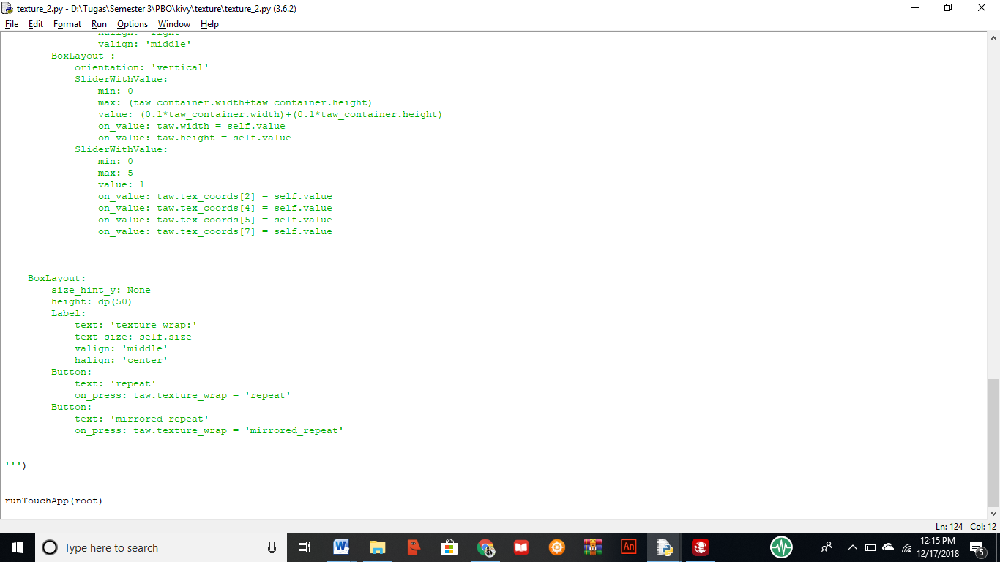 texture_2.py - D:\Tugas\Semester 3\PBO\kivy\texture\texture_2.py (3.6.2)
File Edit Format Run Options Window Help
halign: 'right'
valign: 'middle'
BoxLayout :
orientation: 'vertical'
SliderWithValue:
min: 0
max: (taw_container.width+taw_container.height)
value: (0.1*taw_container.width)+(0.1*taw_container.height)
on_value: taw.width = self.value
on_value: taw.height = self.value
SliderWithValue:
min: 0
max: 5
value: 1
on_value: taw.tex_coords[2] = self.value
on_value: taw.tex_coords[4] = self.value
on_value: taw.tex_coords[5] = self.value
on_value: taw.tex_coords[7] = self.value
BoxLayout:
size_hint_y: None
height: dp(50)
Label:
text: 'texture wrap:'
text_size: self.size
valign: 'middle'
halign: 'center'
Button:
text: 'repeat'
on_press: taw.texture_wrap = 'repeat'
Button:
text: 'mirrored_repeat'
on_press: taw.texture_wrap = 'mirrored_repeat'
''')
runTouchApp(root)
Ln: 124 Col: 12
Type here to search
W
An
12:15 PM
12/17/2018
5